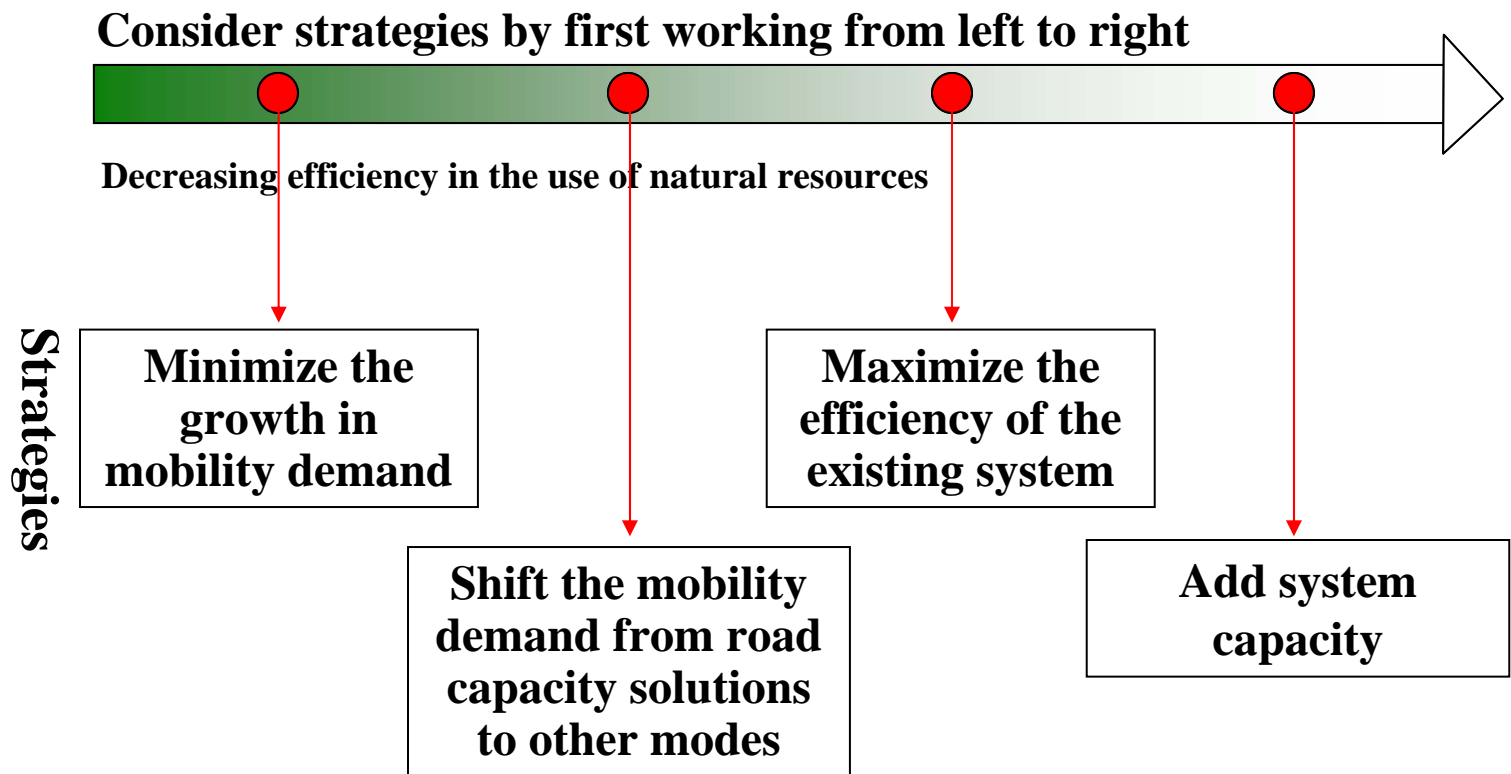 Consider strategies by first working from left to right
Decreasing efficiency in the use of natural resources
Strategies
Minimize the
growth in
mobility demand
Shift the mobility
demand from road
capacity solutions
to other modes
Maximize the
efficiency of the
existing system
Add system
capacity